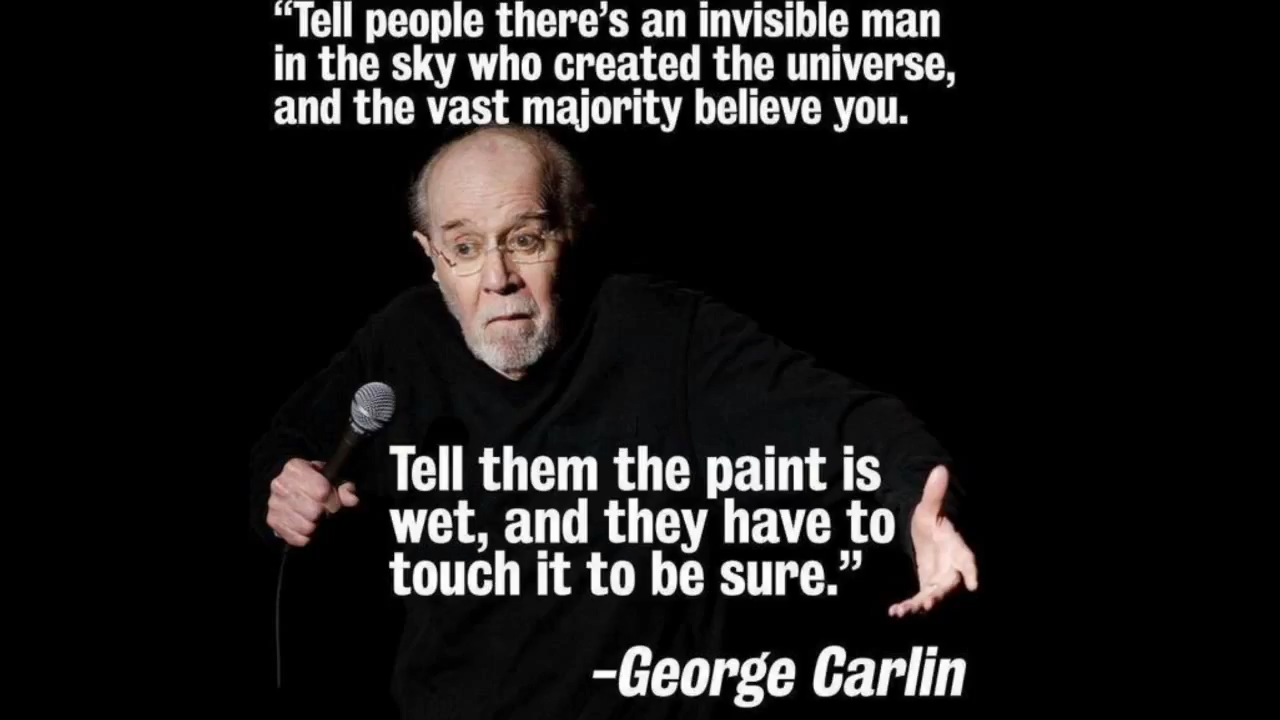 “Tell people there’s an invisible man
in the sky who created the universe,
and the vast majority believe you.
Tell them the paint is
wet, and they have to
touch it to be sure.”
-George Carlin